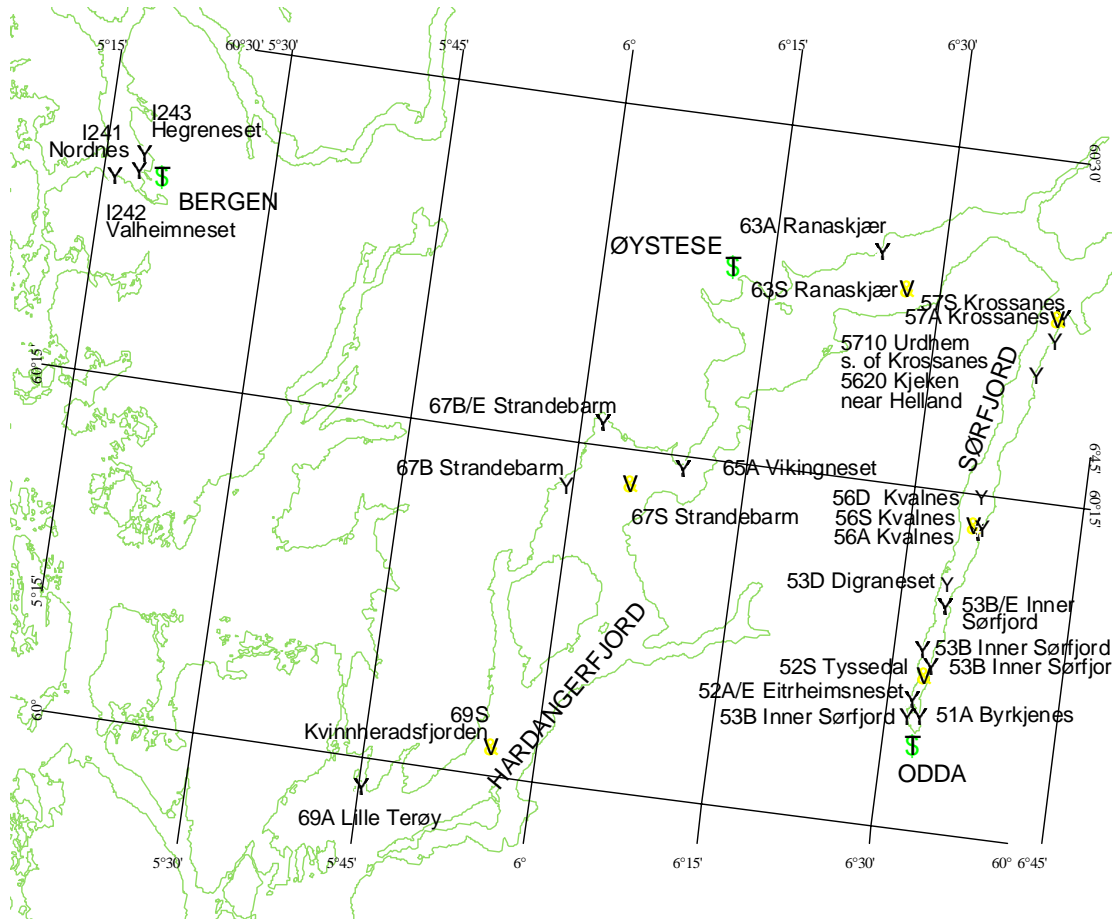 5°15'
60°30' 5°30'
5°45'
6°
6°15'
6°30'
I243
Hegreneset
I241
Nordnes
BERGEN
I242
Valheimneset
60°30'
63A Ranaskjær
ØYSTESE
63S Ranaskjær
57S Krossanes
57A Krossanes
5710 Urdhem
s. of Krossanes
5620 Kjeken
near Helland
SØRFJORD
60°15'
67B/E Strandebarm
67B Strandebarm
65A Vikingneset
67S Strandebarm
6°45'
60°15'
56D Kvalnes
56S Kvalnes
56A Kvalnes
53D Digraneset
53B/E Inner
Sørfjord
5°15'
53B Inner Sørfjord
52S Tyssedal
53B Inner Sørfjor
52A/E Eitrheimsneset
53B Inner Sørfjord
51A Byrkjenes
ODDA
HARDANGERFJORD
60°
69S
Kvinnheradsfjorden
69A Lille Terøy
5°30'
5°45'
6°
6°15'
6°30'
60° 6°45'